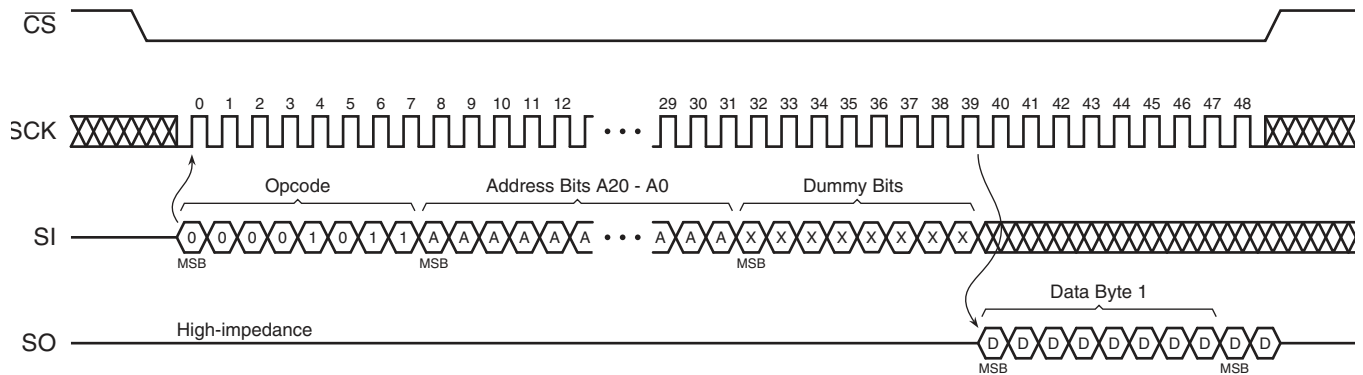 CS
0 1 2 3 4 5 6 7 8 9 10 11 12 29 30 31 32 33 34 35 36 37 38 39 40 41 42 43 44 45 46 47 48
SCK
Opcode Address Bits A20 - A0 Dummy Bits
SI 0 0 0 0 1 0 1 1 A A A A A A A A A X X X X X X X X
MSB MSB MSB
Data Byte 1
High-impedance
SO D D D D D D D D D D
MSB MSB